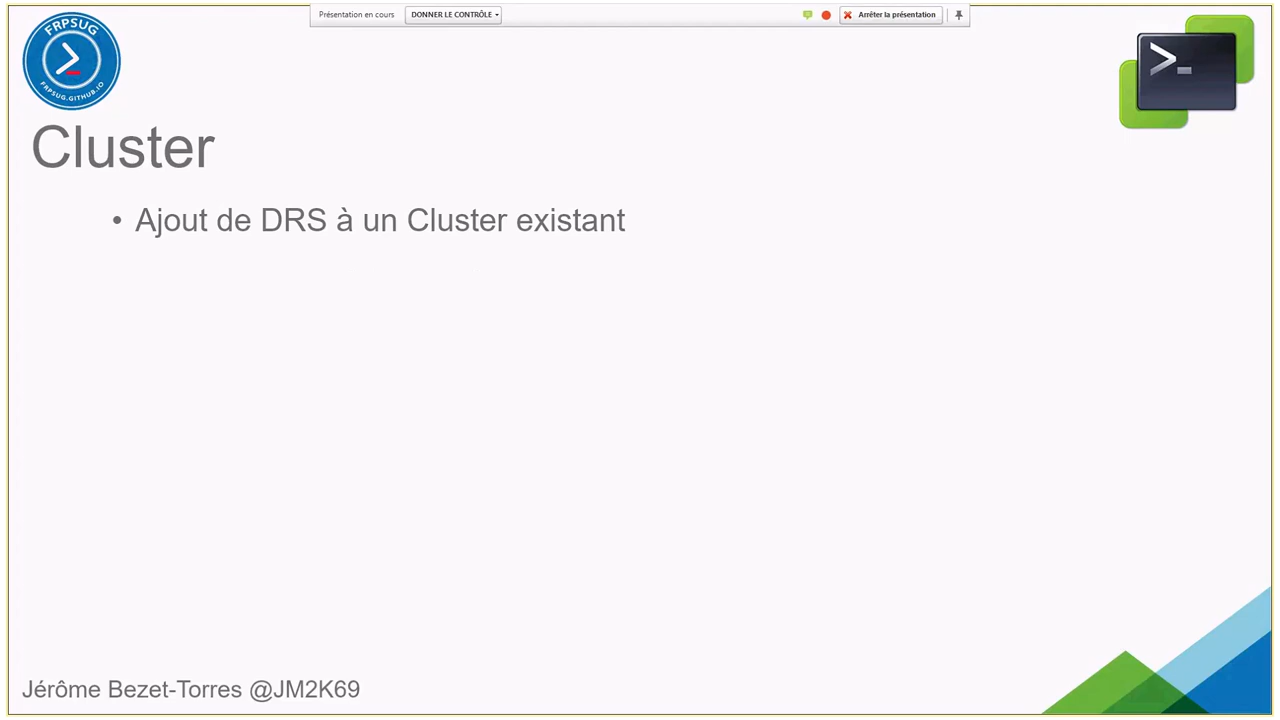 Présentation en cours
DONNER LE CONTRÔLE
Arrêter la présentation
FRPSUG
FRPSUG.GITHUB.IO
Cluster
• Ajout de DRS à un Cluster existant
Jérôme Bezet-Torres @JM2K69